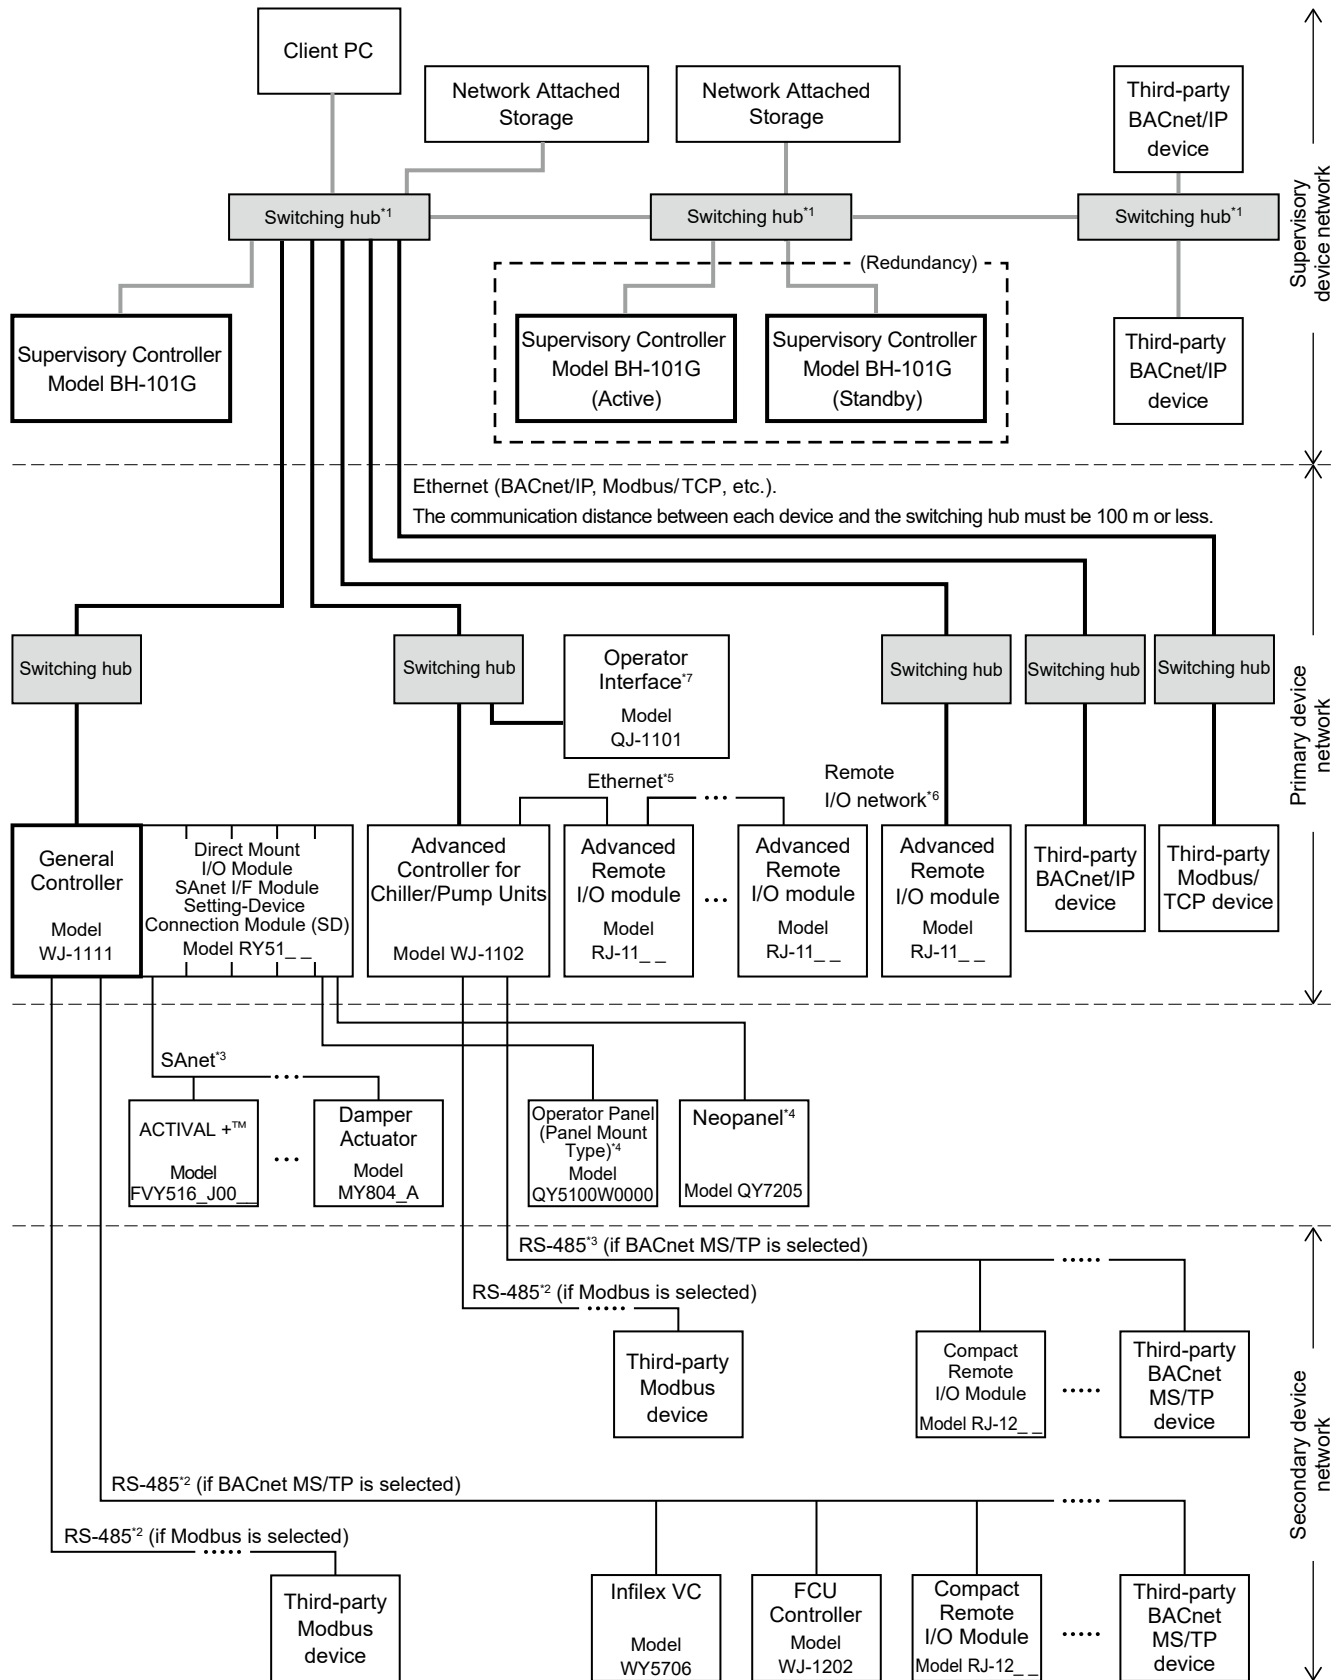 Client PC
Network Attached
Storage
Network Attached
Storage
Third-party
BACnet/IP
device
Switching hub*1
Switching hub*1
Switching hub*1
Supervisory
device network
(Redundancy)
Supervisory Controller
Model BH-101G
Supervisory Controller
Model BH-101G
(Active)
Supervisory Controller
Model BH-101G
(Standby)
Third-party
BACnet/IP
device
Ethernet (BACnet/IP, Modbus/TCP, etc.).
The communication distance between each device and the switching hub must be 100 m or less.
Switching hub
Switching hub
Operator
Interface*7
Model
QJ-1101
Switching hub
Switching hub
Switching hub
Primary device
network
Ethernet*5
...
Remote
I/O network*6
General
Controller
Model
WJ-1111
Direct Mount
I/O Module
SAnet I/F Module
Setting-Device
Connection Module (SD)
Model RY51_ _
Advanced
Controller for
Chiller/Pump Units
Model WJ-1102
Advanced
Remote
I/O module
Model
RJ-11_ _
...
Advanced
Remote
I/O module
Model
RJ-11_ _
Advanced
Remote
I/O module
Model
RJ-11_ _
Third-party
BACnet/IP
device
Third-party
Modbus/
TCP device
SAnet*3
...
ACTIVAL +™
Model
FVY516_J00__
...
Damper
Actuator
Model
MY804_A
Operator Panel
(Panel Mount
Type)*4
Model
QY5100W0000
Neopanel*4
Model QY7205
RS-485*3 (if BACnet MS/TP is selected)
.....
RS-485*2 (if Modbus is selected)
.....
Third-party
Modbus
device
Compact
Remote
I/O Module
Model RJ-12_ _
.....
Third-party
BACnet
MS/TP
device
Secondary device
network
RS-485*2 (if BACnet MS/TP is selected)
.....
RS-485*2 (if Modbus is selected)
.....
Third-party
Modbus
device
Infilex VC
Model
WY5706
FCU
Controller
Model
WJ-1202
Compact
Remote
I/O Module
Model RJ-12_ _
.....
Third-party
BACnet
MS/TP
device